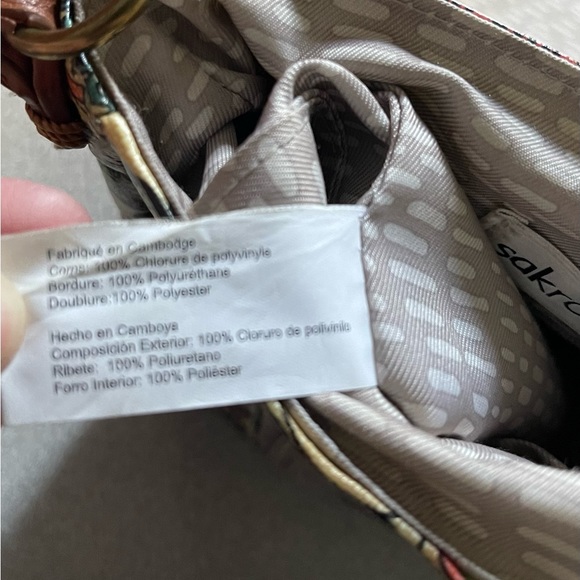 Fabriqué en Cambodge
Corps: 100% Chlorure de polyvinyle
Bordure: 100% Polyuréthane
Doublure:100% Polyester
Hecho en Camboye
Composición Exterior: 100% Cloruro de polivinilo
Ribete: 100% Poliuretano
Forro Interior: 100% Poliéster
sakro